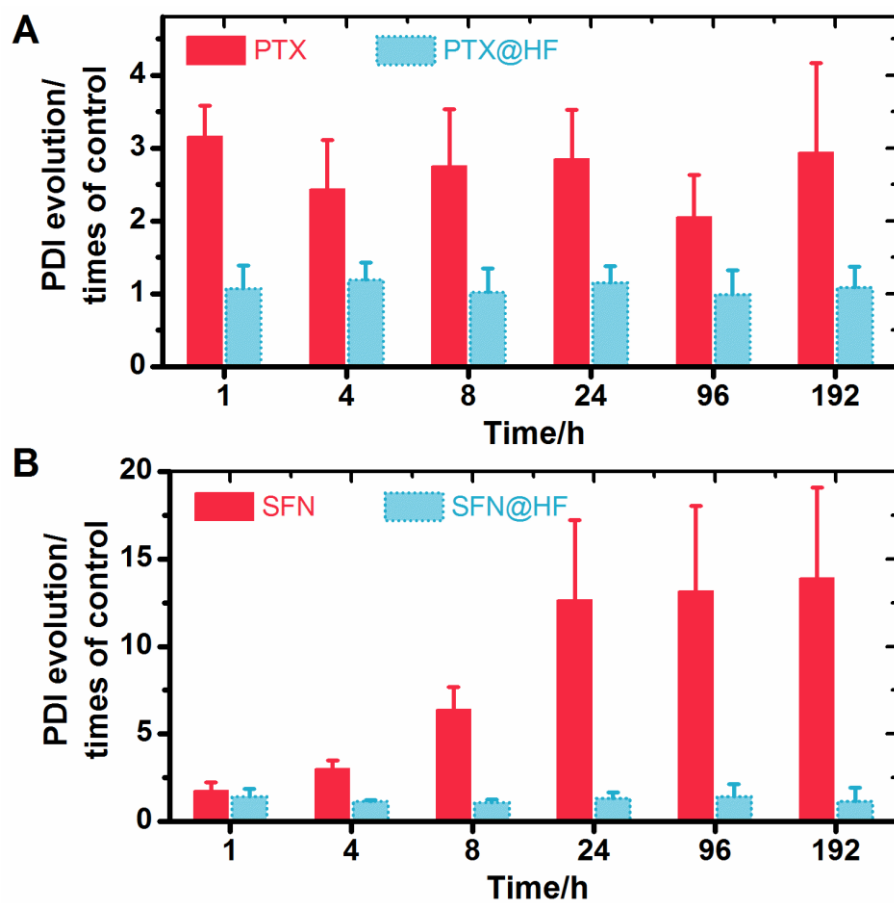 A
PTX PTX@HF
PDI evolution/
times of control
4
3
2
1
0
1 4 8 24 96 192
Time/h
B
SFN SFN@HF
PDI evolution/
times of control
20
15
10
5
0
1 4 8 24 96 192
Time/h